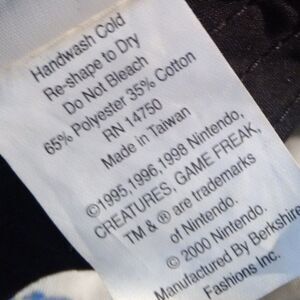 Handwash Cold
Re-shape to Dry
Do Not Bleach
65% Polyester 35% Cotton
RN 14750
Made in Taiwan
©1995,1996,1998 Nintendo,
CREATURES, GAME FREAK,
TM & ® are trademarks
of Nintendo.
© 2000 Nintendo.
Manufactured By Berkshire
Fashions Inc.